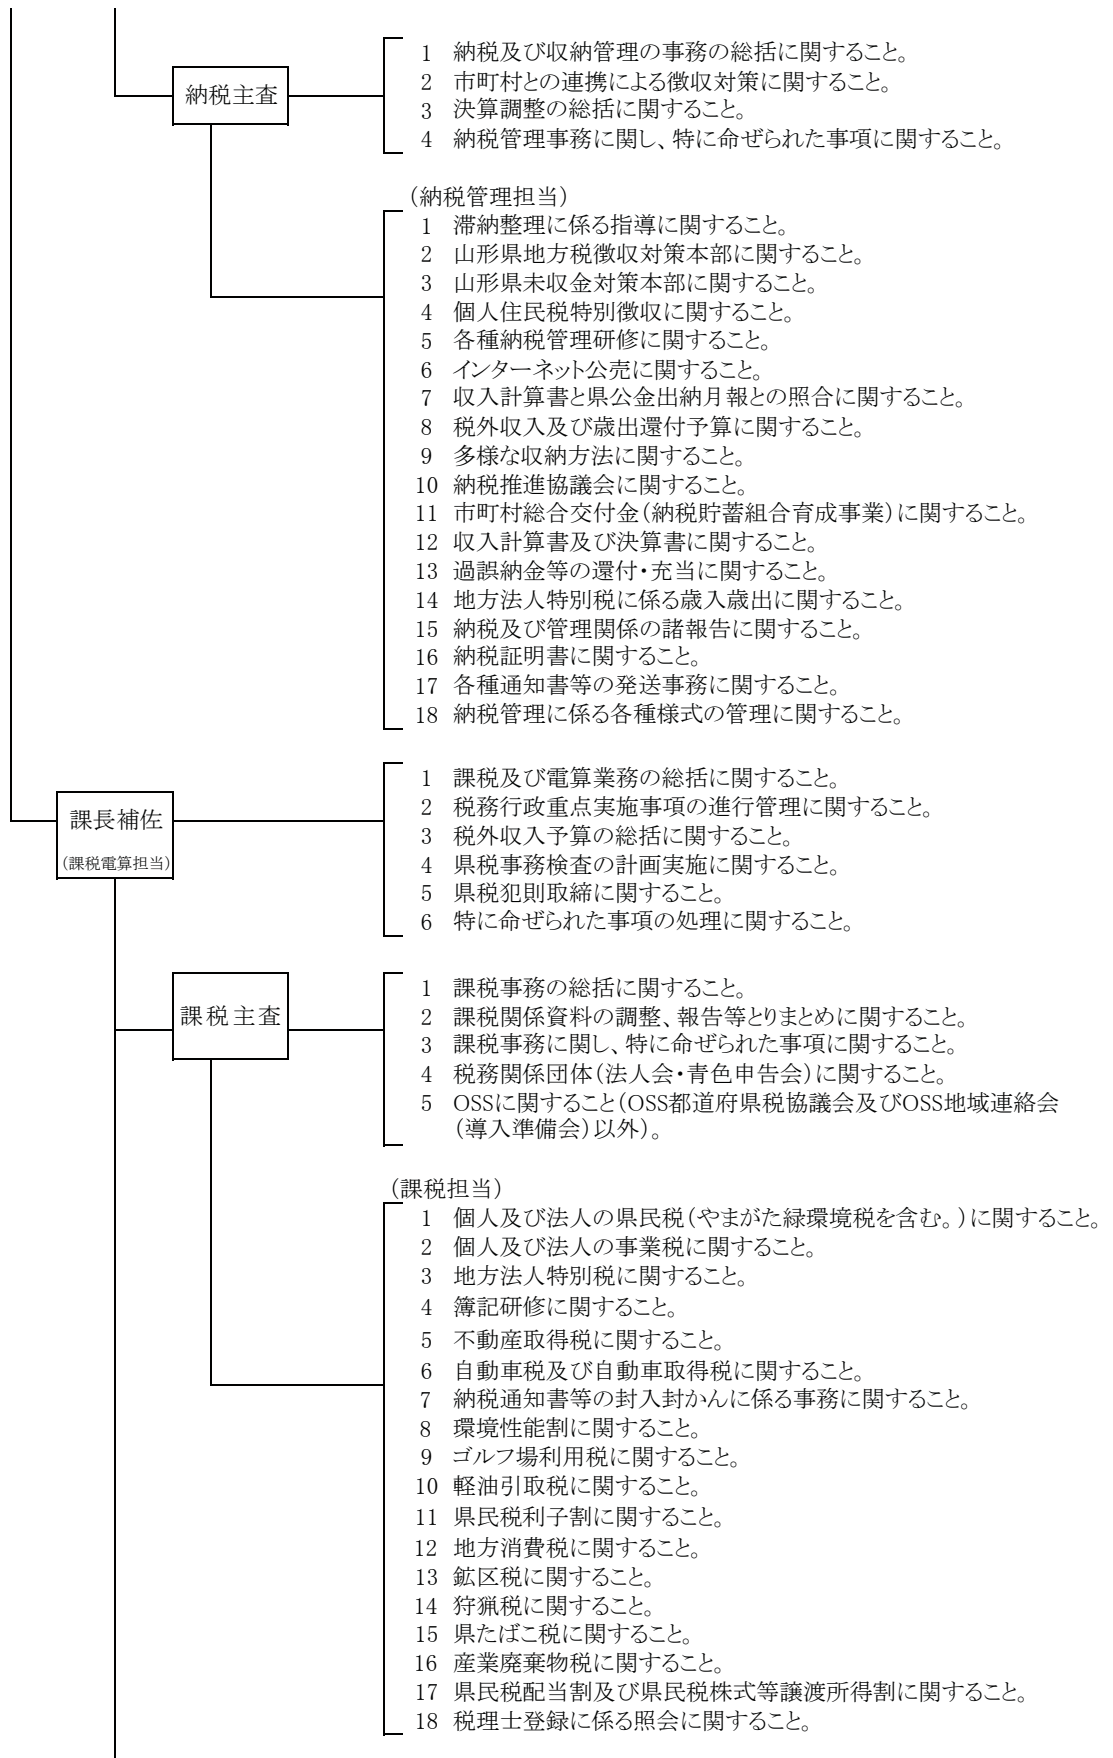 納税主査
1 納税及び収納管理の事務の総括に関すること。
2 市町村との連携による徴収対策に関すること。
3 決算調整の総括に関すること。
4 納税管理事務に関し、特に命ぜられた事項に関すること。
（納税管理担当）
1 滞納整理に係る指導に関すること。
2 山形県地方税徴収対策本部に関すること。
3 山形県未収金対策本部に関すること。
4 個人住民税特別徴収に関すること。
5 各種納税管理研修に関すること。
6 インターネット公売に関すること。
7 収入計算書と県公金出納月報との照合に関すること。
8 税外収入及び歳出還付予算に関すること。
9 多様な収納方法に関すること。
10 納税推進協議会に関すること。
11 市町村総合交付金（納税貯蓄組合育成事業）に関すること。
12 収入計算書及び決算書に関すること。
13 過誤納金等の還付・充当に関すること。
14 地方法人特別税に係る歳入歳出に関すること。
15 納税及び管理関係の諸報告に関すること。
16 納税証明書に関すること。
17 各種通知書等の発送事務に関すること。
18 納税管理に係る各種様式の管理に関すること。
課長補佐
（課税電算担当）
1 課税及び電算業務の総括に関すること。
2 税務行政重点実施事項の進行管理に関すること。
3 税外収入予算の総括に関すること。
4 県税事務検査の計画実施に関すること。
5 県税犯則取締に関すること。
6 特に命ぜられた事項の処理に関すること。
課税主査
1 課税事務の総括に関すること。
2 課税関係資料の調整、報告等とりまとめに関すること。
3 課税事務に関し、特に命ぜられた事項に関すること。
4 税務関係団体（法人会・青色申告会）に関すること。
5 OSSに関すること（OSS都道府県税協議会及びOSS地域連絡会
（導入準備会）以外）。
（課税担当）
1 個人及び法人の県民税（やまがた緑環境税を含む。）に関すること。
2 個人及び法人の事業税に関すること。
3 地方法人特別税に関すること。
4 簿記研修に関すること。
5 不動産取得税に関すること。
6 自動車税及び自動車取得税に関すること。
7 納税通知書等の封入封かんに係る事務に関すること。
8 環境性能割に関すること。
9 ゴルフ場利用税に関すること。
10 軽油引取税に関すること。
11 県民税利子割に関すること。
12 地方消費税に関すること。
13 鉱区税に関すること。
14 狩猟税に関すること。
15 県たばこ税に関すること。
16 産業廃棄物税に関すること。
17 県民税配当割及び県民税株式等譲渡所得割に関すること。
18 税理士登録に係る照会に関すること。